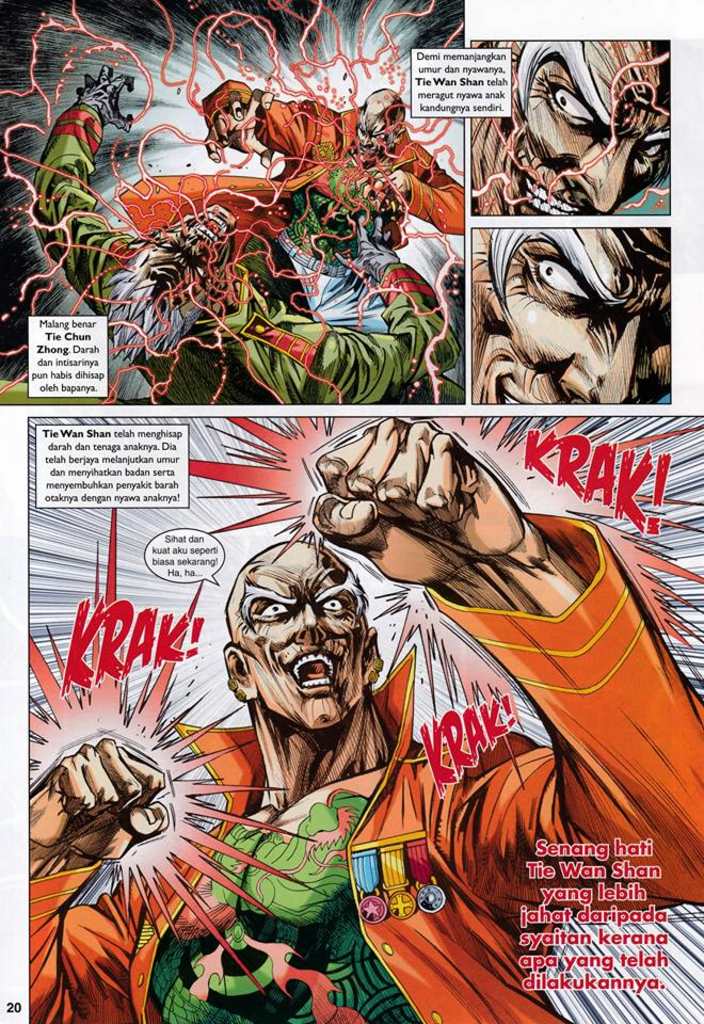 Demi memanjangkan
umur dan nyawanya,
Tie Wan Shan telah
meragut nyawa anak
kandungnya sendiri.
Malang benar
Tie Chun
Zhong. Darah
dan intisarinya
pun habis dihisap
oleh bapanya.
Tie Wan Shan telah menghisap
darah dan tenaga anaknya. Dia
telah berjaya melanjutkan umur
dan menyihatkan badan serta
menyembuhkan penyakit barah
otaknya dengan nyawa anaknya!
KRAK!
Sihat dan
kuat aku seperti
biasa sekarang!
Ha, ha...
KRAK!
KRAK!
Senang hati
Tie Wan Shan
yang lebih
jahat daripada
syaitan kerana
apa yang telah
dilakukannya.
20